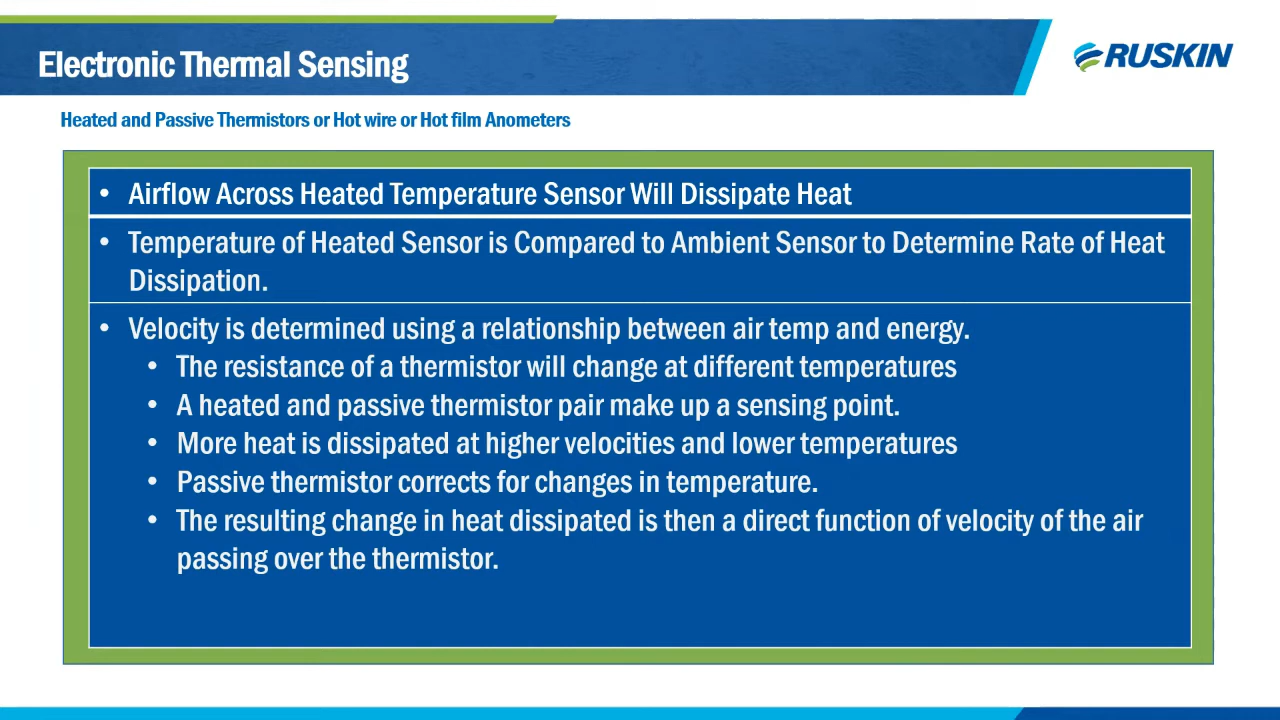 Electronic Thermal Sensing
RUSKIN
Heated and Passive Thermistors or Hot wire or Hot film Anometers
• Airflow Across Heated Temperature Sensor Will Dissipate Heat
• Temperature of Heated Sensor is Compared to Ambient Sensor to Determine Rate of Heat
Dissipation.
• Velocity is determined using a relationship between air temp and energy.
• The resistance of a thermistor will change at different temperatures
• A heated and passive thermistor pair make up a sensing point.
• More heat is dissipated at higher velocities and lower temperatures
• Passive thermistor corrects for changes in temperature.
• The resulting change in heat dissipated is then a direct function of velocity of the air
passing over the thermistor.